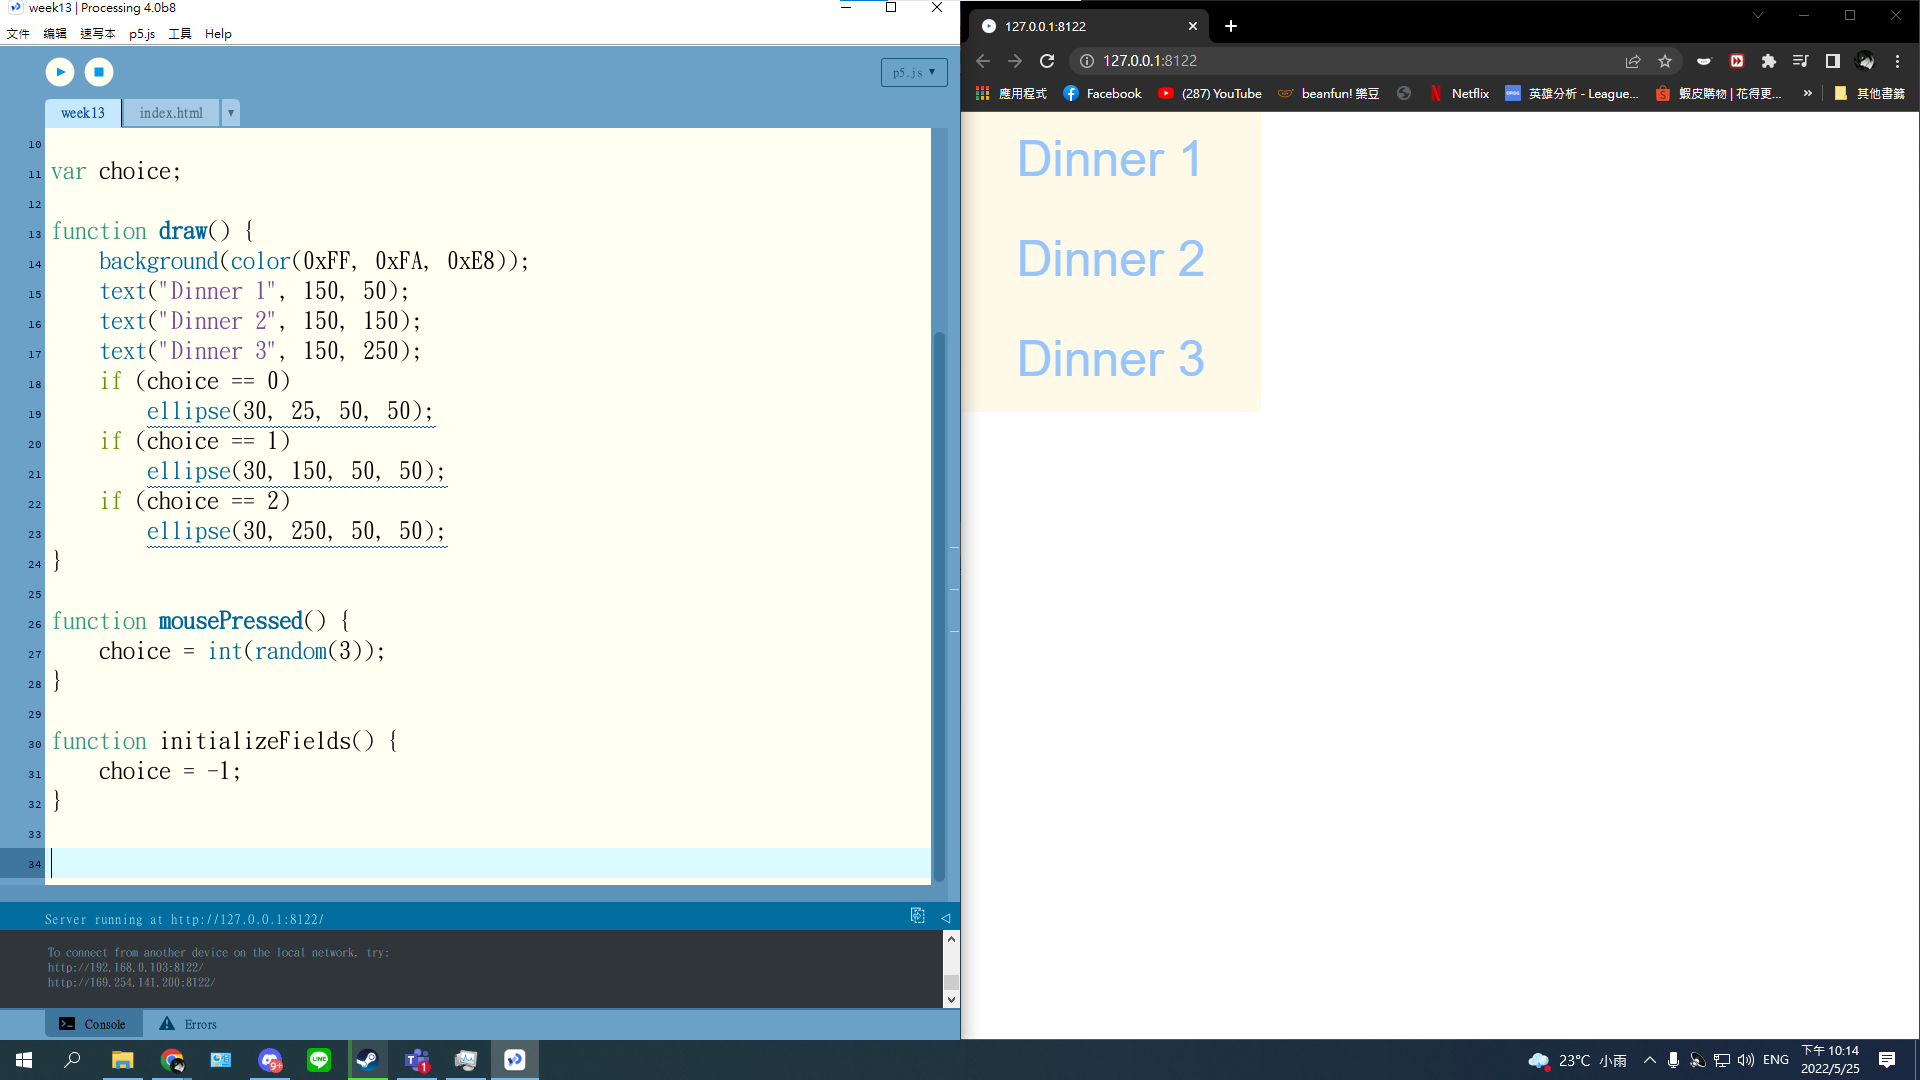 week13 | Processing 4.0b8
文件 编辑 速写本 p5.js 工具 Help
p5.js ▼
week13 index.html ▼
10
11 var choice;
12
13 function draw() {
14 background(color(0xFF, 0xFA, 0xE8));
15 text("Dinner 1", 150, 50);
16 text("Dinner 2", 150, 150);
17 text("Dinner 3", 150, 250);
18 if (choice == 0)
19 ellipse(30, 25, 50, 50);
20 if (choice == 1)
21 ellipse(30, 150, 50, 50);
22 if (choice == 2)
23 ellipse(30, 250, 50, 50);
24 }
25
26 function mousePressed() {
27 choice = int(random(3));
28 }
29
30 function initializeFields() {
31 choice = -1;
32 }
33
34
Server running at http://127.0.0.1:8122/
To connect from another device on the local network, try:
http://192.168.0.103:8122/
http://169.254.141.200:8122/
Console Errors
127.0.0.1:8122
127.0.0.1:8122
應用程式 Facebook (287) YouTube beanfun! 樂豆 Netflix 英雄分析 - League... 蝦皮購物 | 花得更... » 其他書籤
Dinner 1
Dinner 2
Dinner 3
9+ LINE 1 23°C 小雨 ENG 下午 10:14
2022/5/25